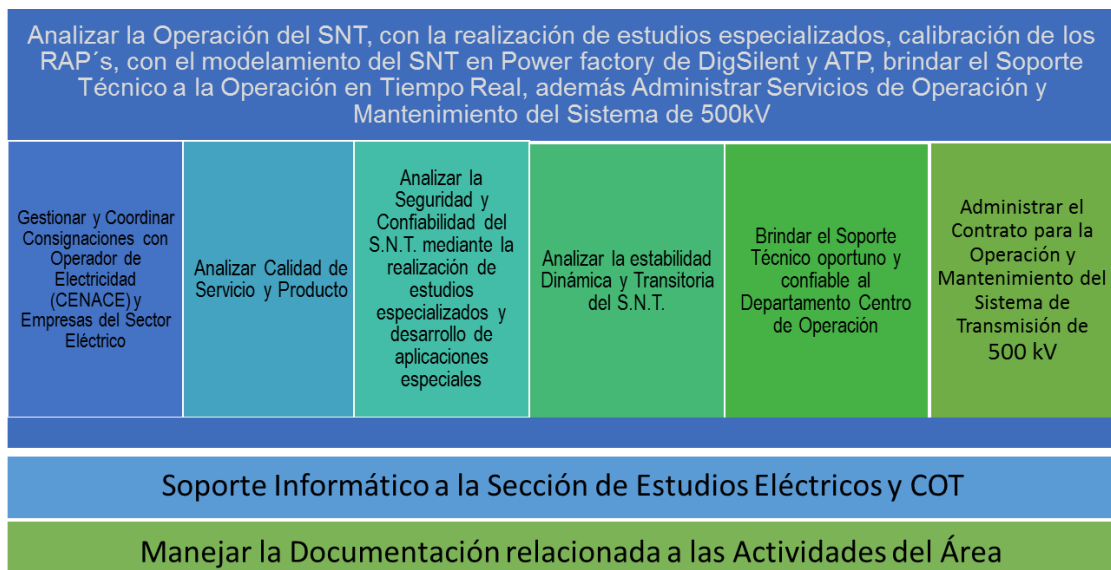 Analizar la Operación del SNT, con la realización de estudios especializados, calibración de los
RAP´s, con el modelamiento del SNT en Power factory de DigSilent y ATP, brindar el Soporte
Técnico a la Operación en Tiempo Real, además Administrar Servicios de Operación y
Mantenimiento del Sistema de 500kV
Gestionar y Coordinar
Consignaciones con
Operador de
Electricidad
(CENACE) y
Empresas del Sector
Eléctrico
Analizar Calidad de
Servicio y Producto
Analizar la
Seguridad y
Confiabilidad del
S.N.T. mediante la
realización de
estudios
especializados y
desarrollo de
aplicaciones
especiales
Analizar la estabilidad
Dinámica y Transitoria
del S.N.T.
Brindar el Soporte
Técnico oportuno y
confiable al
Departamento Centro
de Operación
Administrar el
Contrato para la
Operación y
Mantenimiento del
Sistema de
Transmisión de
500 kV
Soporte Informático a la Sección de Estudios Eléctricos y COT
Manejar la Documentación relacionada a las Actividades del Área